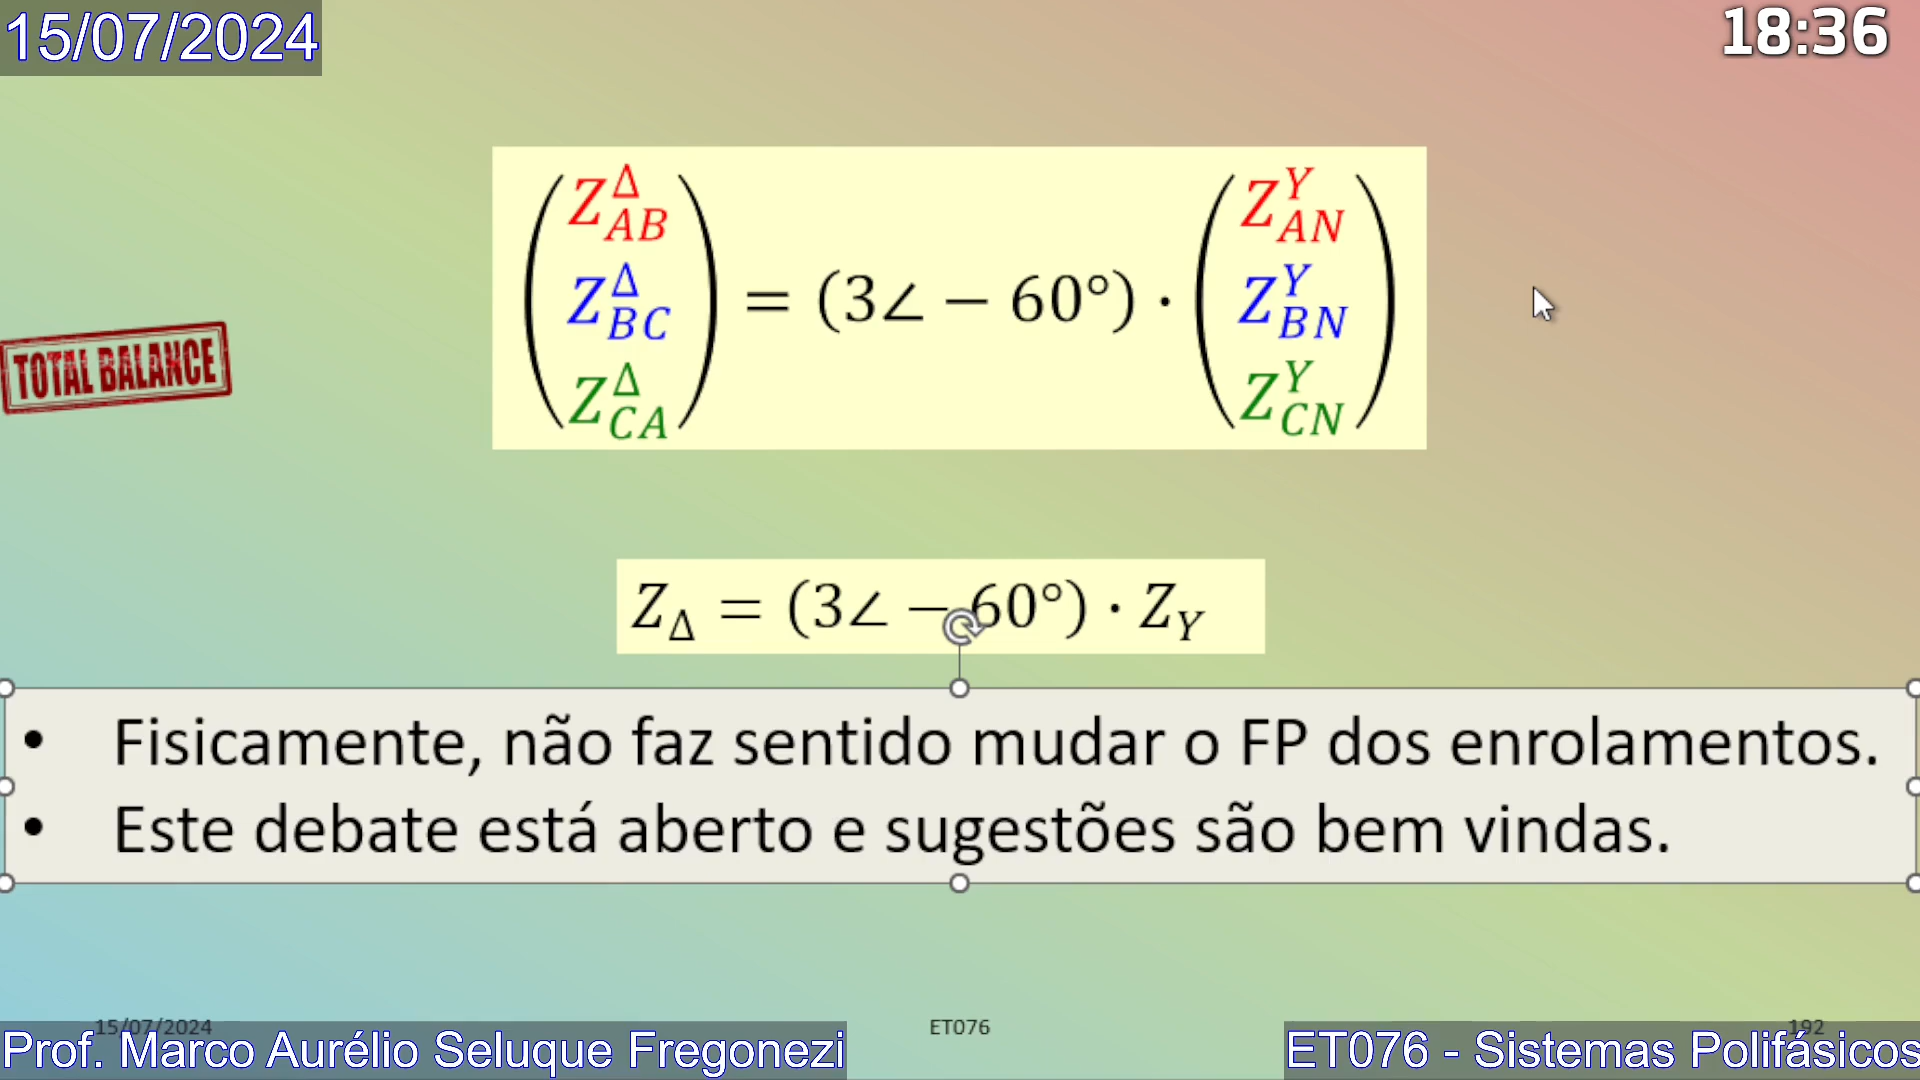 15/07/2024
18:36
Z^Δ_AB Z^Y_AN
Z^Δ_BC = (3∠ − 60°) · Z^Y_BN
Z^Δ_CA Z^Y_CN
TOTAL BALANCE
Z_Δ = (3∠ − 60°) · Z_Y
• Fisicamente, não faz sentido mudar o FP dos enrolamentos.
• Este debate está aberto e sugestões são bem vindas.
15/07/2024 ET076 192
Prof. Marco Aurélio Seluque Fregonezi
ET076 - Sistemas Polifásicos